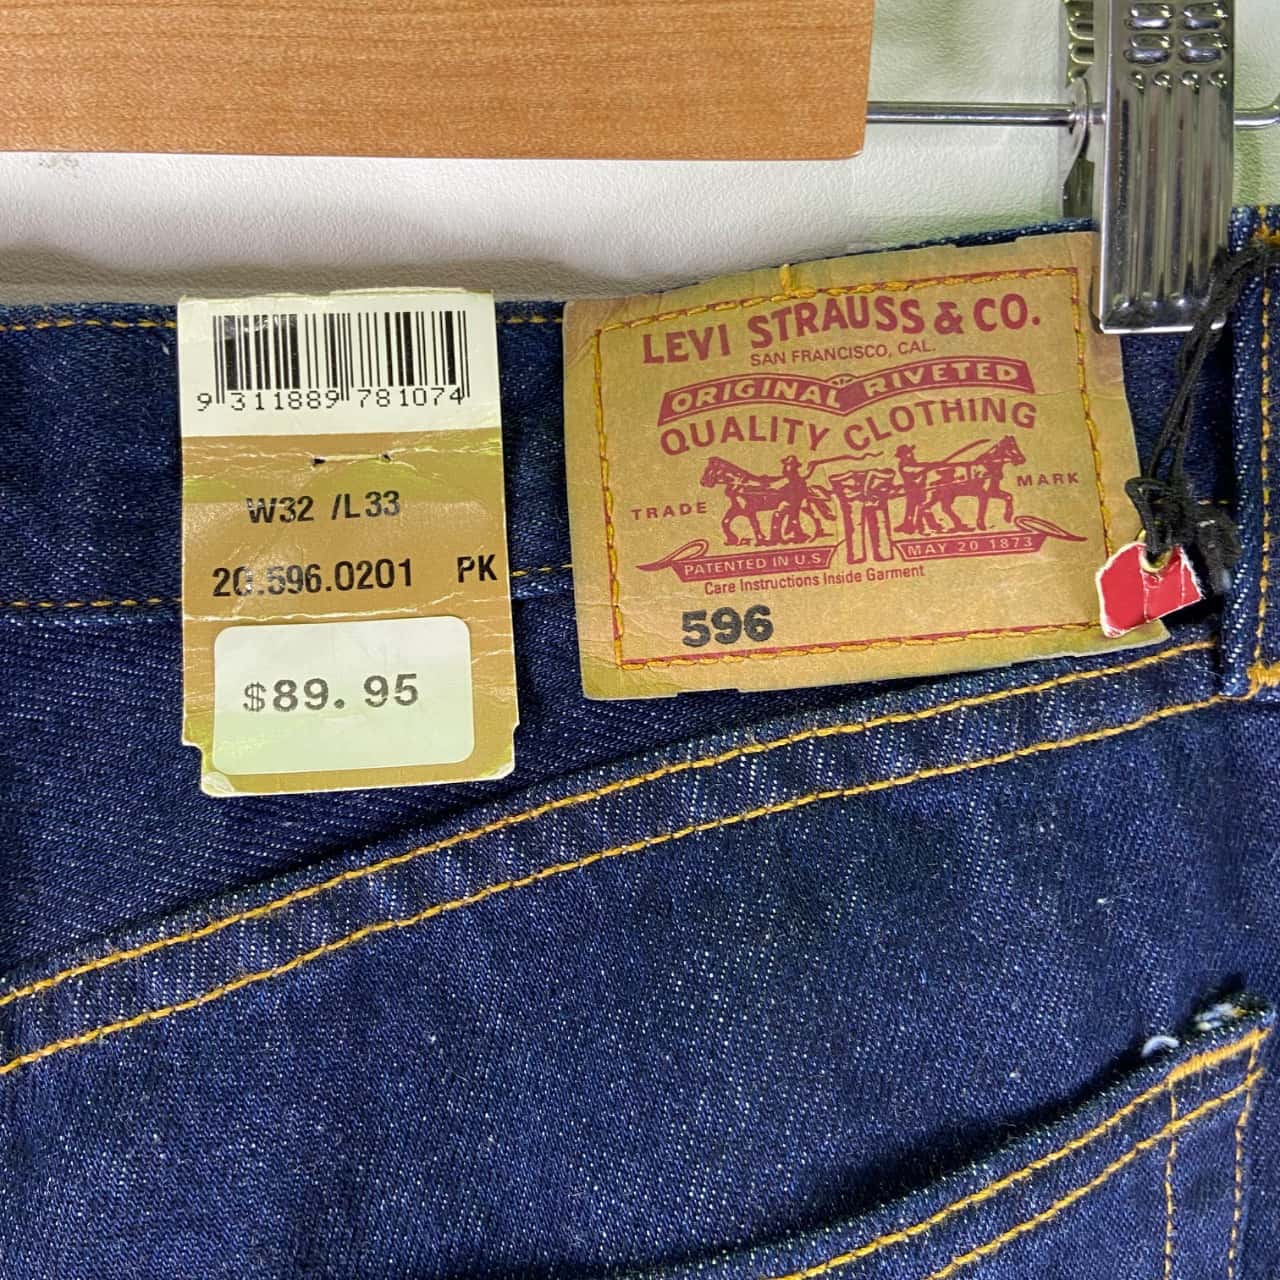 9 311889 781074
W32 /L33
20.596.0201 PK
$89.95
LEVI STRAUSS & CO.
SAN FRANCISCO, CAL.
ORIGINAL RIVETED
QUALITY CLOTHING
TRADE MARK
PATENTED IN U.S. MAY 20 1873
Care Instructions Inside Garment
596